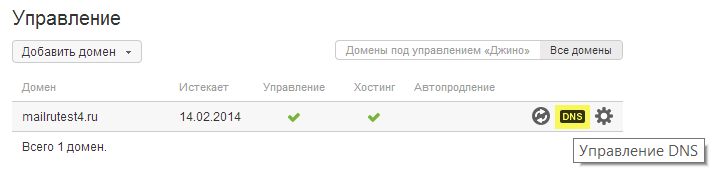 Управление
Добавить домен
Домены под управлением «Джино» Все домены
Домен Истекает Управление Хостинг Автопродление
mailrutest4.ru 14.02.2014 DNS
Всего 1 домен.
Управление DNS